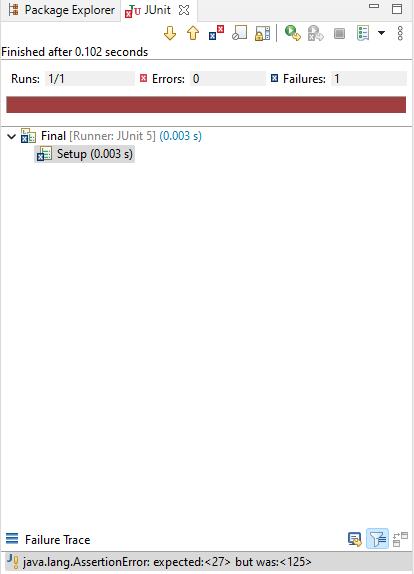 Package Explorer JUnit
Finished after 0.102 seconds
Runs: 1/1 Errors: 0 Failures: 1
Final [Runner: JUnit 5] (0.003 s)
Setup (0.003 s)
Failure Trace
java.lang.AssertionError: expected:<27> but was:<125>